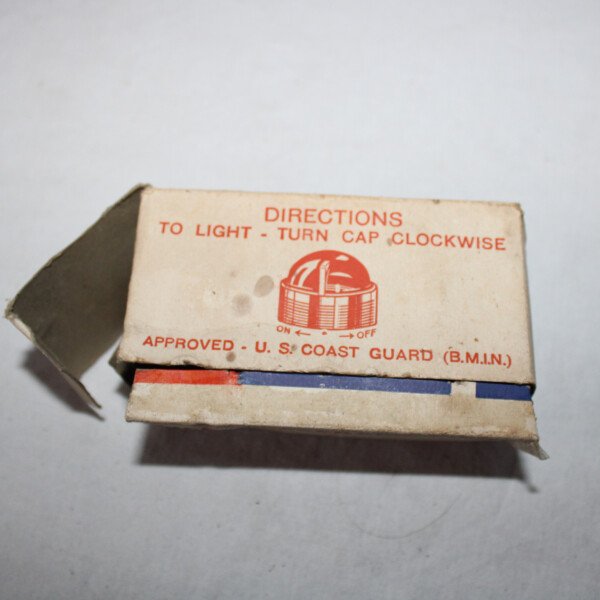 DIRECTIONS
TO LIGHT - TURN CAP CLOCKWISE
ON ← • → OFF
APPROVED - U. S. COAST GUARD (B.M.I.N.)